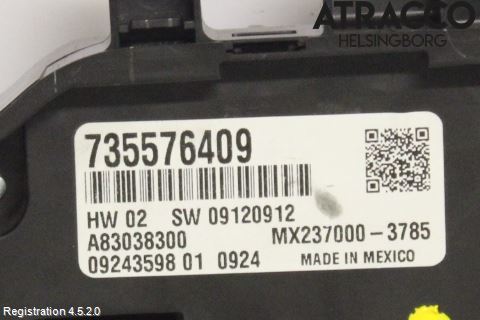 ATRACCO
HELSINGBORG
735576409
HW 02 SW 09120912
A83038300 MX237000-3785
09243598 01 0924 MADE IN MEXICO
Registration 4.5.2.0